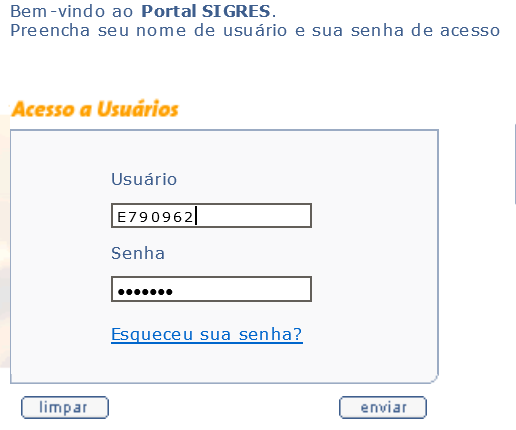 Bem-vindo ao Portal SIGRES.
Preencha seu nome de usuário e sua senha de acesso
Acesso a Usuários
Usuário
E790962
Senha
•••••••
Esqueceu sua senha?
limpar
enviar